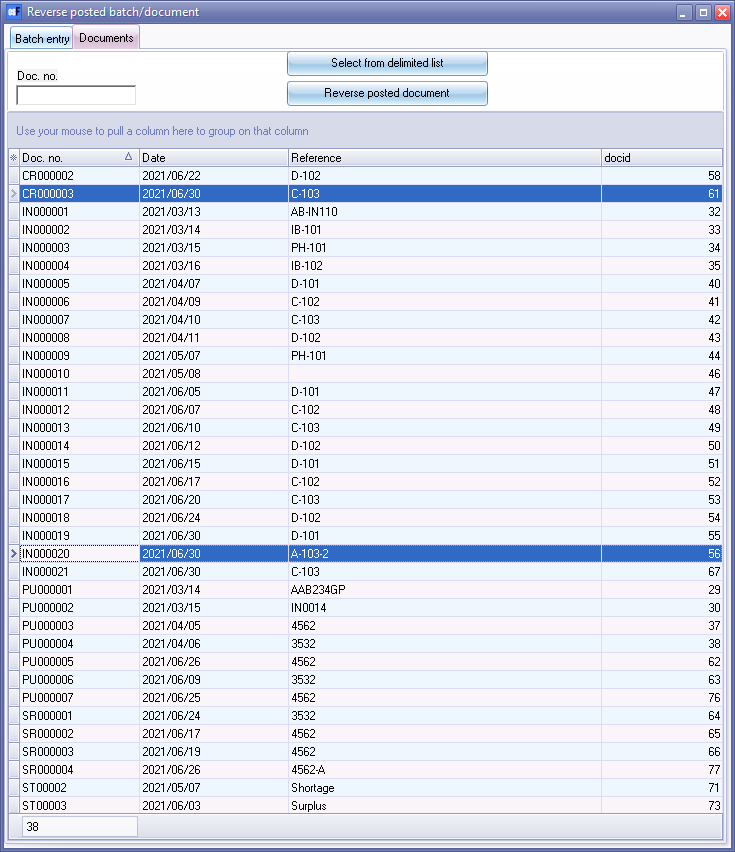 Reverse posted batch/document
Batch entry Documents
Select from delimited list
Doc. no.
Reverse posted document
Use your mouse to pull a column here to group on that column
Doc. no. Date Reference docid
CR000002 2021/06/22 D-102 58
CR000003 2021/06/30 C-103 61
IN000001 2021/03/13 AB-IN110 32
IN000002 2021/03/14 IB-101 33
IN000003 2021/03/15 PH-101 34
IN000004 2021/03/16 IB-102 35
IN000005 2021/04/07 D-101 40
IN000006 2021/04/09 C-102 41
IN000007 2021/04/10 C-103 42
IN000008 2021/04/11 D-102 43
IN000009 2021/05/07 PH-101 44
IN000010 2021/05/08 46
IN000011 2021/06/05 D-101 47
IN000012 2021/06/07 C-102 48
IN000013 2021/06/10 C-103 49
IN000014 2021/06/12 D-102 50
IN000015 2021/06/15 D-101 51
IN000016 2021/06/17 C-102 52
IN000017 2021/06/20 C-103 53
IN000018 2021/06/24 D-102 54
IN000019 2021/06/30 D-101 55
IN000020 2021/06/30 A-103-2 56
IN000021 2021/06/30 C-103 67
PU000001 2021/03/14 AAB234GP 29
PU000002 2021/03/15 IN0014 30
PU000003 2021/04/05 4562 37
PU000004 2021/04/06 3532 38
PU000005 2021/06/26 4562 62
PU000006 2021/06/09 3532 63
PU000007 2021/06/25 4562 76
SR000001 2021/06/24 3532 64
SR000002 2021/06/17 4562 65
SR000003 2021/06/19 4562 66
SR000004 2021/06/26 4562-A 77
ST00002 2021/05/07 Shortage 71
ST00003 2021/06/03 Surplus 73
38